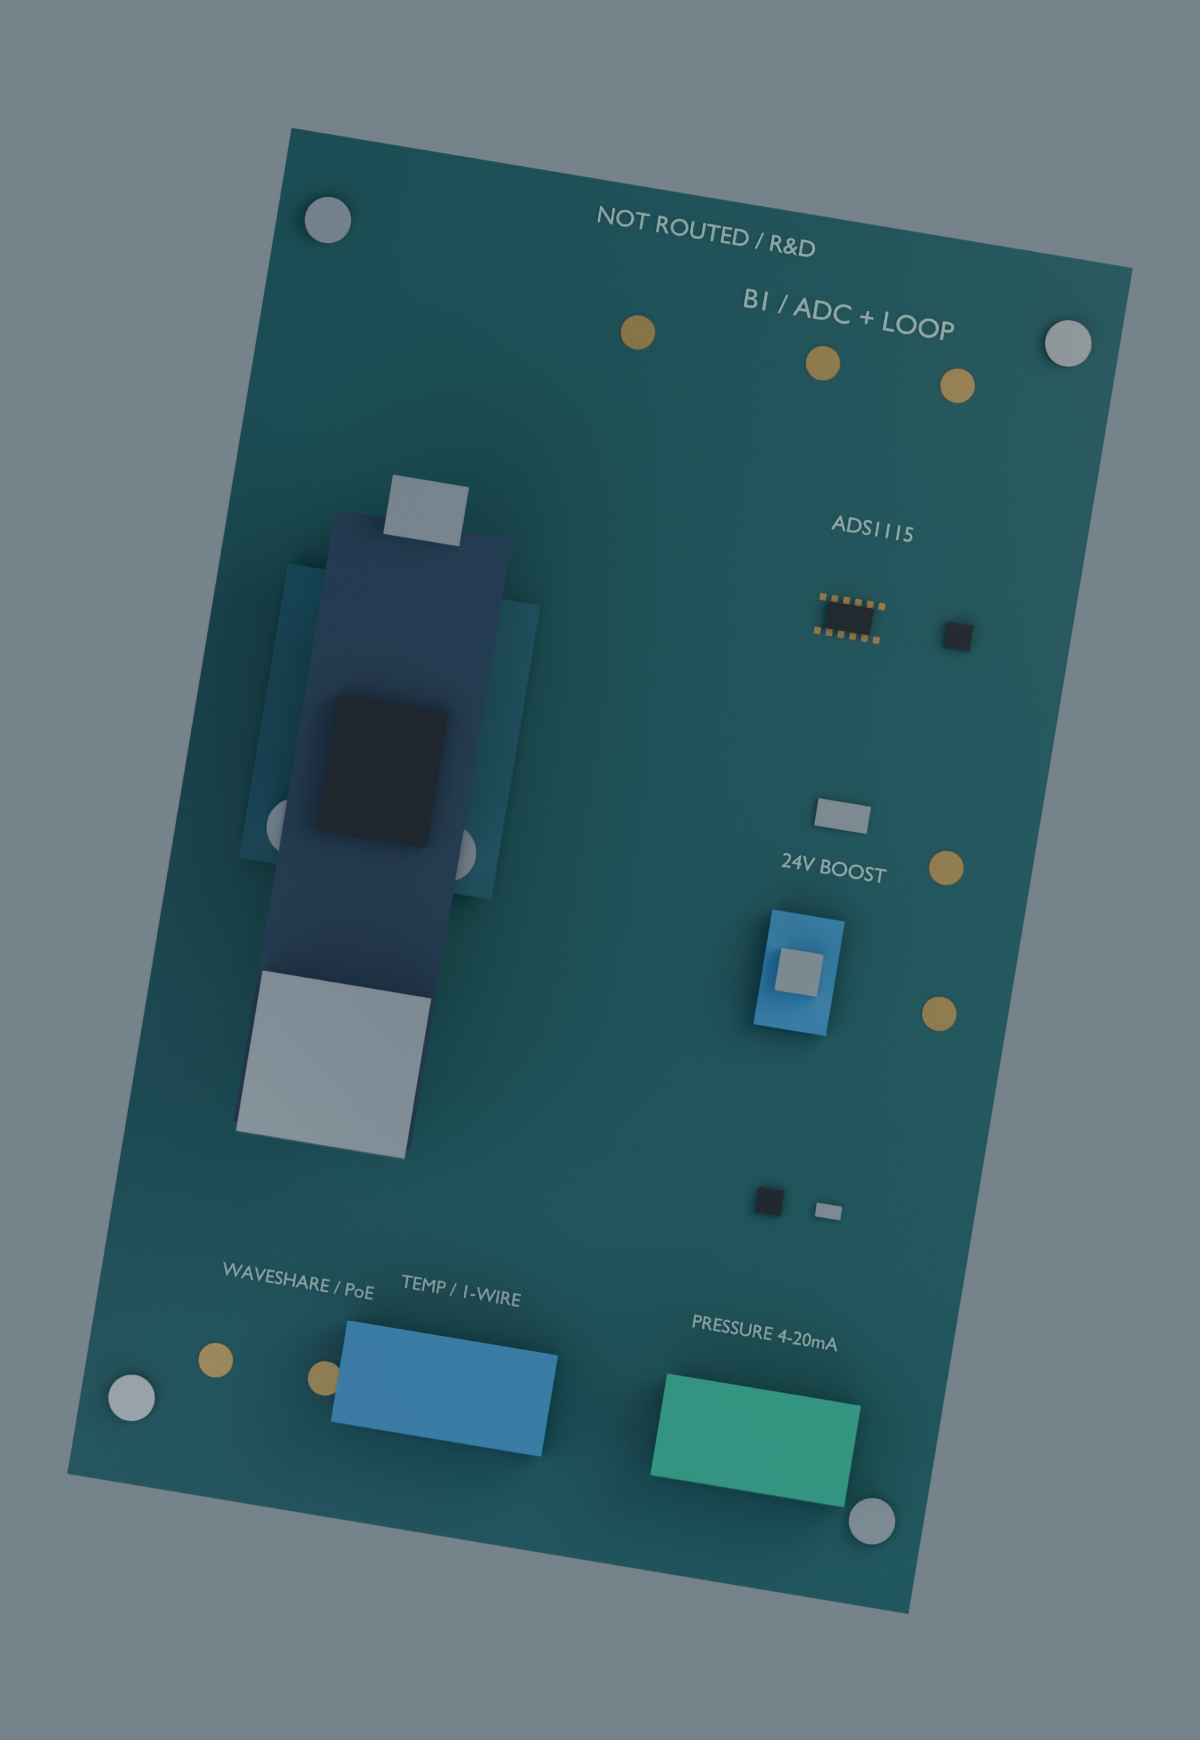 NOT ROUTED / R&D
B1 / ADC + LOOP
ADS1115
24V BOOST
WAVESHARE / PoE
TEMP / 1-WIRE
PRESSURE 4-20mA